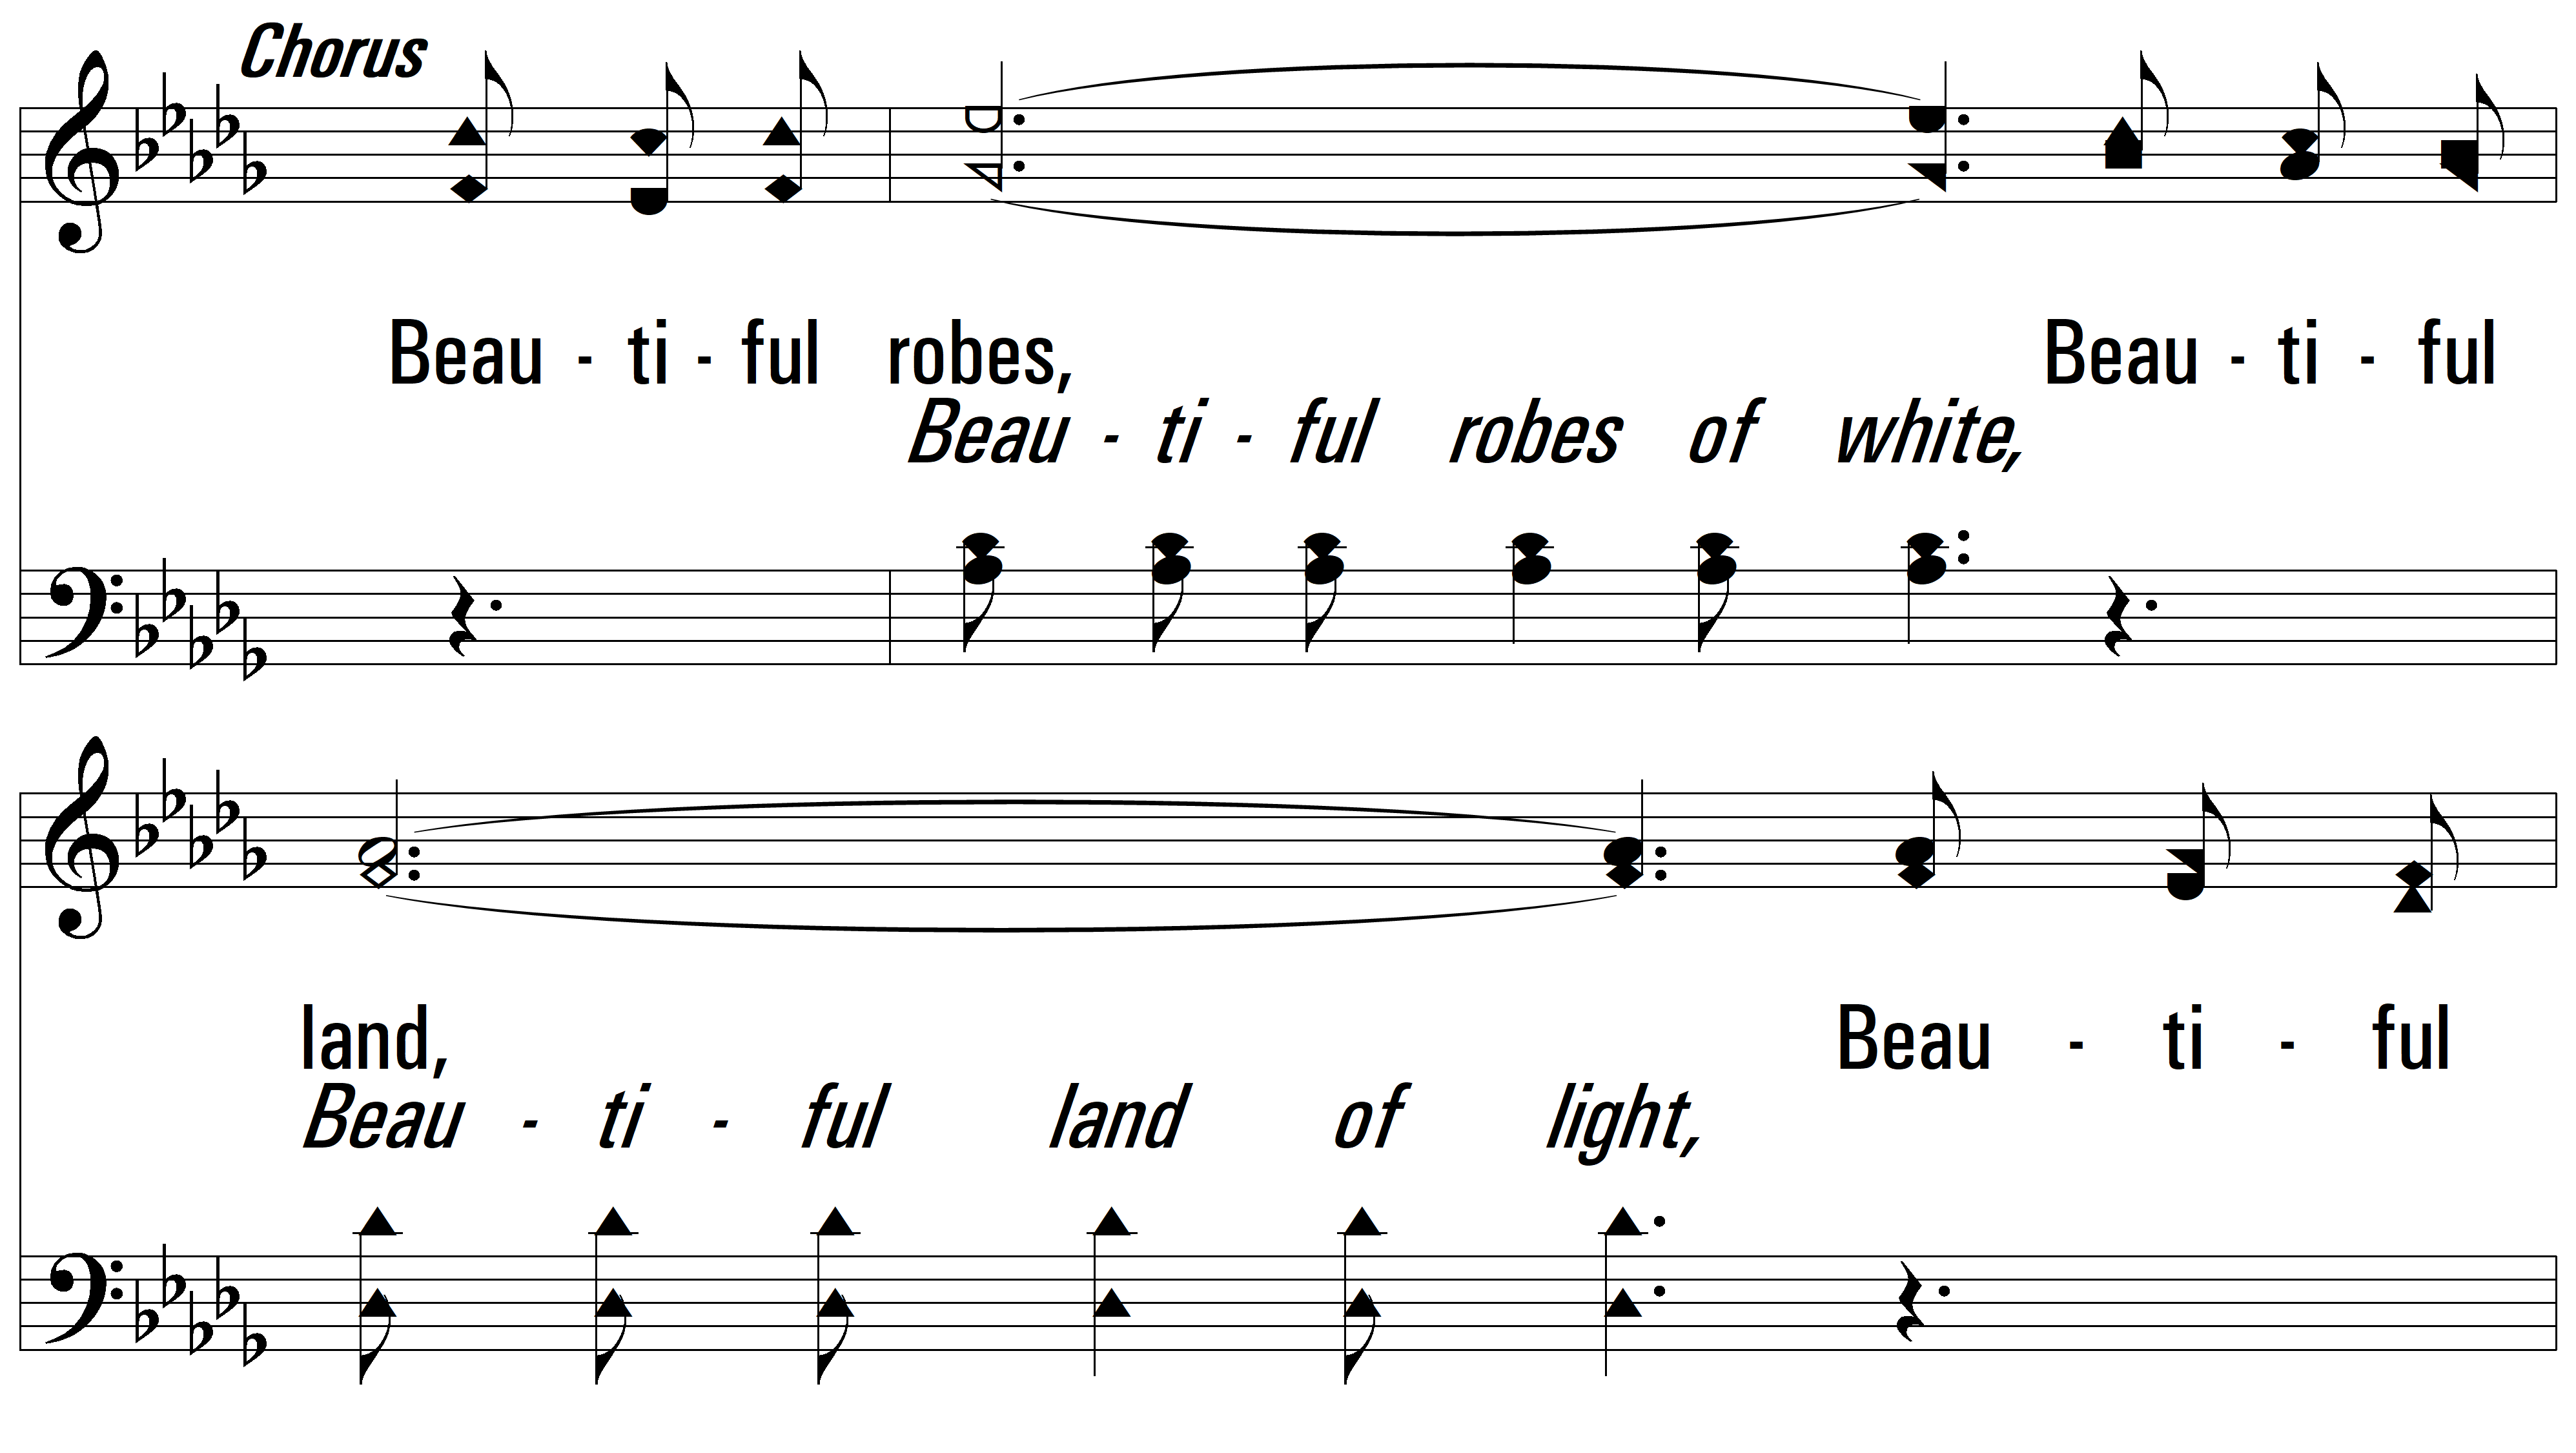 Chorus
Beau - ti - ful robes, Beau - ti - ful
Beau - ti - ful robes of white,
land, Beau - ti - ful
Beau - ti - ful land of light,